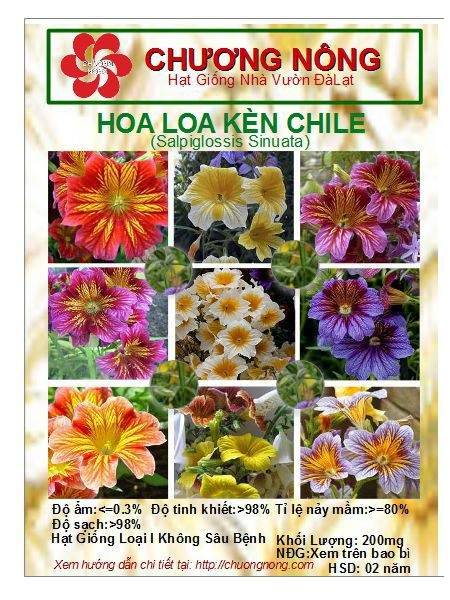 CHƯƠNG NÔNG
CHƯƠNG NÔNG
Hạt Giống Nhà Vườn ĐàLạt
HOA LOA KÈN CHILE
(Salpiglossis Sinuata)
Độ ẩm:<=0.3% Độ tinh khiết:>98% Tỉ lệ nảy mầm:>=80%
Độ sạch:>98%
Hạt Giống Loại I Không Sâu Bệnh
Khối Lượng: 200mg
NĐG:Xem trên bao bì
Xem hướng dẫn chi tiết tại: http://chuongnong.com
HSD: 02 năm